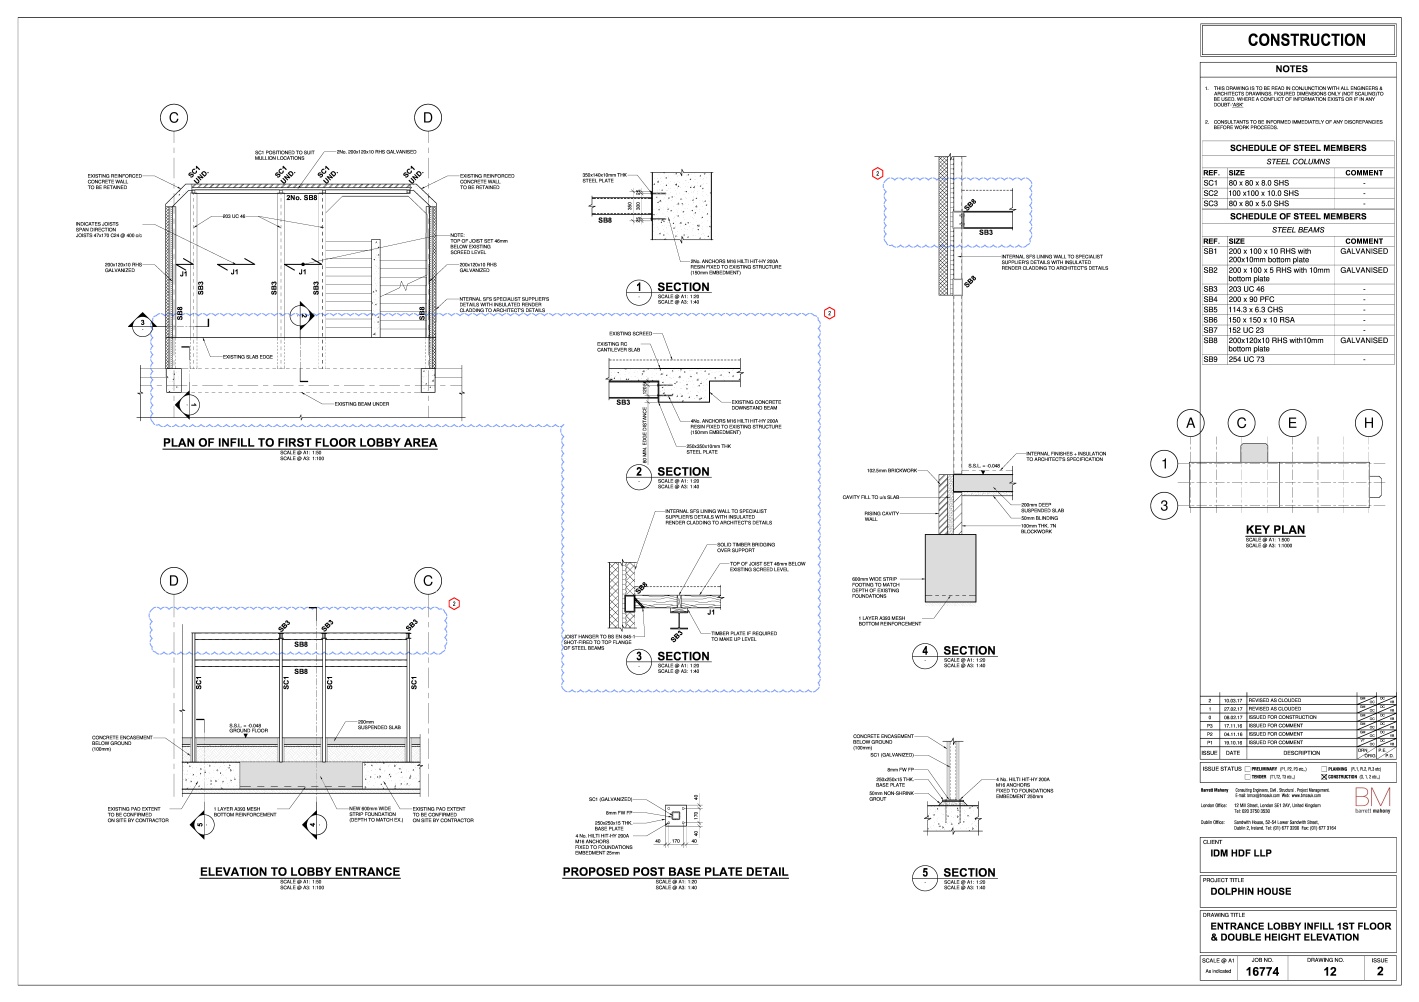 C
D
SC1 POSITIONED TO SUIT
MULLION LOCATIONS
2No. 200x120x10 RHS GALVANISED
EXISTING REINFORCED
CONCRETE WALL
TO BE RETAINED
SC1
UND.
SC1
UND.
SC1
UND.
SC1
UND.
EXISTING REINFORCED
CONCRETE WALL
TO BE RETAINED
2No. SB8
203 UC 46
INDICATES JOISTS
SPAN DIRECTION
JOISTS 47x170 C24 @ 400 c/c
NOTE:
TOP OF JOIST SET 46mm
BELOW EXISTING
SCREED LEVEL
200x120x10 RHS
GALVANIZED
J1
J1
J1
200x120x10 RHS
GALVANIZED
SB3
SB3
SB3
SB8
SB8
INTERNAL SFS SPECIALIST SUPPLIER'S
DETAILS WITH INSULATED RENDER
CLADDING TO ARCHITECT'S DETAILS
3
-
2
-
EXISTING SLAB EDGE
1
-
EXISTING BEAM UNDER
PLAN OF INFILL TO FIRST FLOOR LOBBY AREA
SCALE @ A1: 1:50
SCALE @ A3: 1:100
350x140x10mm THK
STEEL PLATE
25
300
350
25
SB8
2No. ANCHORS M16 HILTI HIT-HY 200A
RESIN FIXED TO EXISTING STRUCTURE
(150mm EMBEDMENT)
1
-
SECTION
SCALE @ A1: 1:20
SCALE @ A3: 1:40
2
EXISTING SCREED
EXISTING RC
CANTILEVER SLAB
120
SB3
EXISTING CONCRETE
DOWNSTAND BEAM
4No. ANCHORS M16 HILTI HIT-HY 200A
RESIN FIXED TO EXISTING STRUCTURE
(150mm EMBEDMENT)
80 MIN. EDGE DISTANCE
250x350x10mm THK
STEEL PLATE
2
-
SECTION
SCALE @ A1: 1:20
SCALE @ A3: 1:40
INTERNAL SFS LINING WALL TO SPECIALIST
SUPPLIER'S DETAILS WITH INSULATED
RENDER CLADDING TO ARCHITECT'S DETAILS
SOLID TIMBER BRIDGING
OVER SUPPORT
TOP OF JOIST SET 46mm BELOW
EXISTING SCREED LEVEL
SB8
J1
SB3
JOIST HANGER TO BS EN 845-1
SHOT-FIRED TO TOP FLANGE
OF STEEL BEAMS
TIMBER PLATE IF REQUIRED
TO MAKE UP LEVEL
3
-
SECTION
SCALE @ A1: 1:20
SCALE @ A3: 1:40
2
SB8
SB3
INTERNAL SFS LINING WALL TO SPECIALIST
SUPPLIER'S DETAILS WITH INSULATED
RENDER CLADDING TO ARCHITECT'S DETAILS
SB8
INTERNAL FINISHES + INSULATION
TO ARCHITECT'S SPECIFICATION
102.5mm BRICKWORK
S.S.L. = -0.048
CAVITY FILL TO u/s SLAB
RISING CAVITY
WALL
200mm DEEP
SUSPENDED SLAB
50mm BLINDING
100mm THK. 7N
BLOCKWORK
600mm WIDE STRIP
FOOTING TO MATCH
DEPTH OF EXISTING
FOUNDATIONS
1 LAYER A393 MESH
BOTTOM REINFORCEMENT
4
-
SECTION
SCALE @ A1: 1:20
SCALE @ A3: 1:40
D
C
2
SB3
SB3
SB3
SB8
SB8
SC1
SC1
SC1
SC1
S.S.L. = -0.048
GROUND FLOOR
200mm
SUSPENDED SLAB
CONCRETE ENCASEMENT
BELOW GROUND
(100mm)
EXISTING PAD EXTENT
TO BE CONFIRMED
ON SITE BY CONTRACTOR
1 LAYER A393 MESH
BOTTOM REINFORCEMENT
NEW 600mm WIDE
STRIP FOUNDATION
(DEPTH TO MATCH EX.)
EXISTING PAD EXTENT
TO BE CONFIRMED
ON SITE BY CONTRACTOR
5
-
4
-
ELEVATION TO LOBBY ENTRANCE
SCALE @ A1: 1:50
SCALE @ A3: 1:100
SC1 (GALVANIZED)
6mm FW FP
250x250x15 THK
BASE PLATE
4 No. HILTI HIT-HY 200A
M16 ANCHORS
FIXED TO FOUNDATIONS
EMBEDMENT 25mm
40
170
40
40 170 40
PROPOSED POST BASE PLATE DETAIL
SCALE @ A1: 1:20
SCALE @ A3: 1:40
CONCRETE ENCASEMENT
BELOW GROUND
(100mm)
SC1 (GALVANIZED)
8mm FW FP
250x250x15 THK
BASE PLATE
50mm NON-SHRINK
GROUT
4 No. HILTI HIT-HY 200A
M16 ANCHORS
FIXED TO FOUNDATIONS
EMBEDMENT 250mm
5
-
SECTION
SCALE @ A1: 1:20
SCALE @ A3: 1:40
CONSTRUCTION
NOTES
1. THIS DRAWING IS TO BE READ IN CONJUNCTION WITH ALL ENGINEERS &
ARCHITECTS DRAWINGS. FIGURED DIMENSIONS ONLY (NOT SCALING)TO
BE USED. WHERE A CONFLICT OF INFORMATION EXISTS OR IF IN ANY
DOUBT-'ASK'.
2. CONSULTANTS TO BE INFORMED IMMEDIATELY OF ANY DISCREPANCIES
BEFORE WORK PROCEEDS.
SCHEDULE OF STEEL MEMBERS
STEEL COLUMNS
REF. SIZE COMMENT
SC1 80 x 80 x 8.0 SHS -
SC2 100 x100 x 10.0 SHS -
SC3 80 x 80 x 5.0 SHS -
SCHEDULE OF STEEL MEMBERS
STEEL BEAMS
REF. SIZE COMMENT
SB1 200 x 100 x 10 RHS with GALVANISED
200x10mm bottom plate
SB2 200 x 100 x 5 RHS with 10mm GALVANISED
bottom plate
SB3 203 UC 46 -
SB4 200 x 90 PFC -
SB5 114.3 x 6.3 CHS -
SB6 150 x 150 x 10 RSA -
SB7 152 UC 23 -
SB8 200x120x10 RHS with10mm GALVANISED
bottom plate
SB9 254 UC 73 -
A C E H
1
3
KEY PLAN
SCALE @ A1: 1:500
SCALE @ A3: 1:1000
2 10.03.17 REVISED AS CLOUDED
1 27.02.17 REVISED AS CLOUDED
0 08.02.17 ISSUED FOR CONSTRUCTION
P3 17.11.16 ISSUED FOR COMMENT
P2 04.11.16 ISSUED FOR COMMENT
P1 19.10.16 ISSUED FOR COMMENT
ISSUE DATE DESCRIPTION
ISSUE STATUS PRELIMINARY (P1, P2, P3 etc.,) PLANNING (PL1, PL2, PL3 etc)
TENDER (T1,T2, T3 etc.,) CONSTRUCTION (0, 1, 2 etc.,)
Barrett Mahony Consulting Engineers, Civil . Structural . Project Management.
London Office: 12 Mill Street, London SE1 2AY, United Kingdom
Tel: 020 3750 3530
Dublin Office: Sandwith House, 52-54 Lower Sandwith Street,
Dublin 2, Ireland. Tel: (01) 677 3200 Fax: (01) 677 3164
BM
barrett mahony
CLIENT
IDM HDF LLP
PROJECT TITLE
DOLPHIN HOUSE
DRAWING TITLE
ENTRANCE LOBBY INFILL 1ST FLOOR
& DOUBLE HEIGHT ELEVATION
SCALE @ A1 JOB NO. DRAWING NO. ISSUE
As indicated 16774 12 2